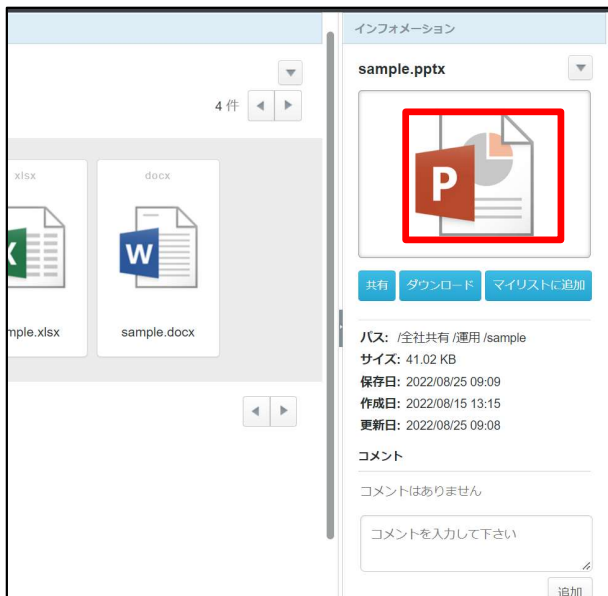 4 件
xlsx
docx
W
mple.xlsx
sample.docx
インフォメーション
sample.pptx
P
共有
ダウンロード
マイリストに追加
パス: /全社共有 /運用 /sample
サイズ: 41.02 KB
保存日: 2022/08/25 09:09
作成日: 2022/08/15 13:15
更新日: 2022/08/25 09:08
コメント
コメントはありません
コメントを入力して下さい
追加